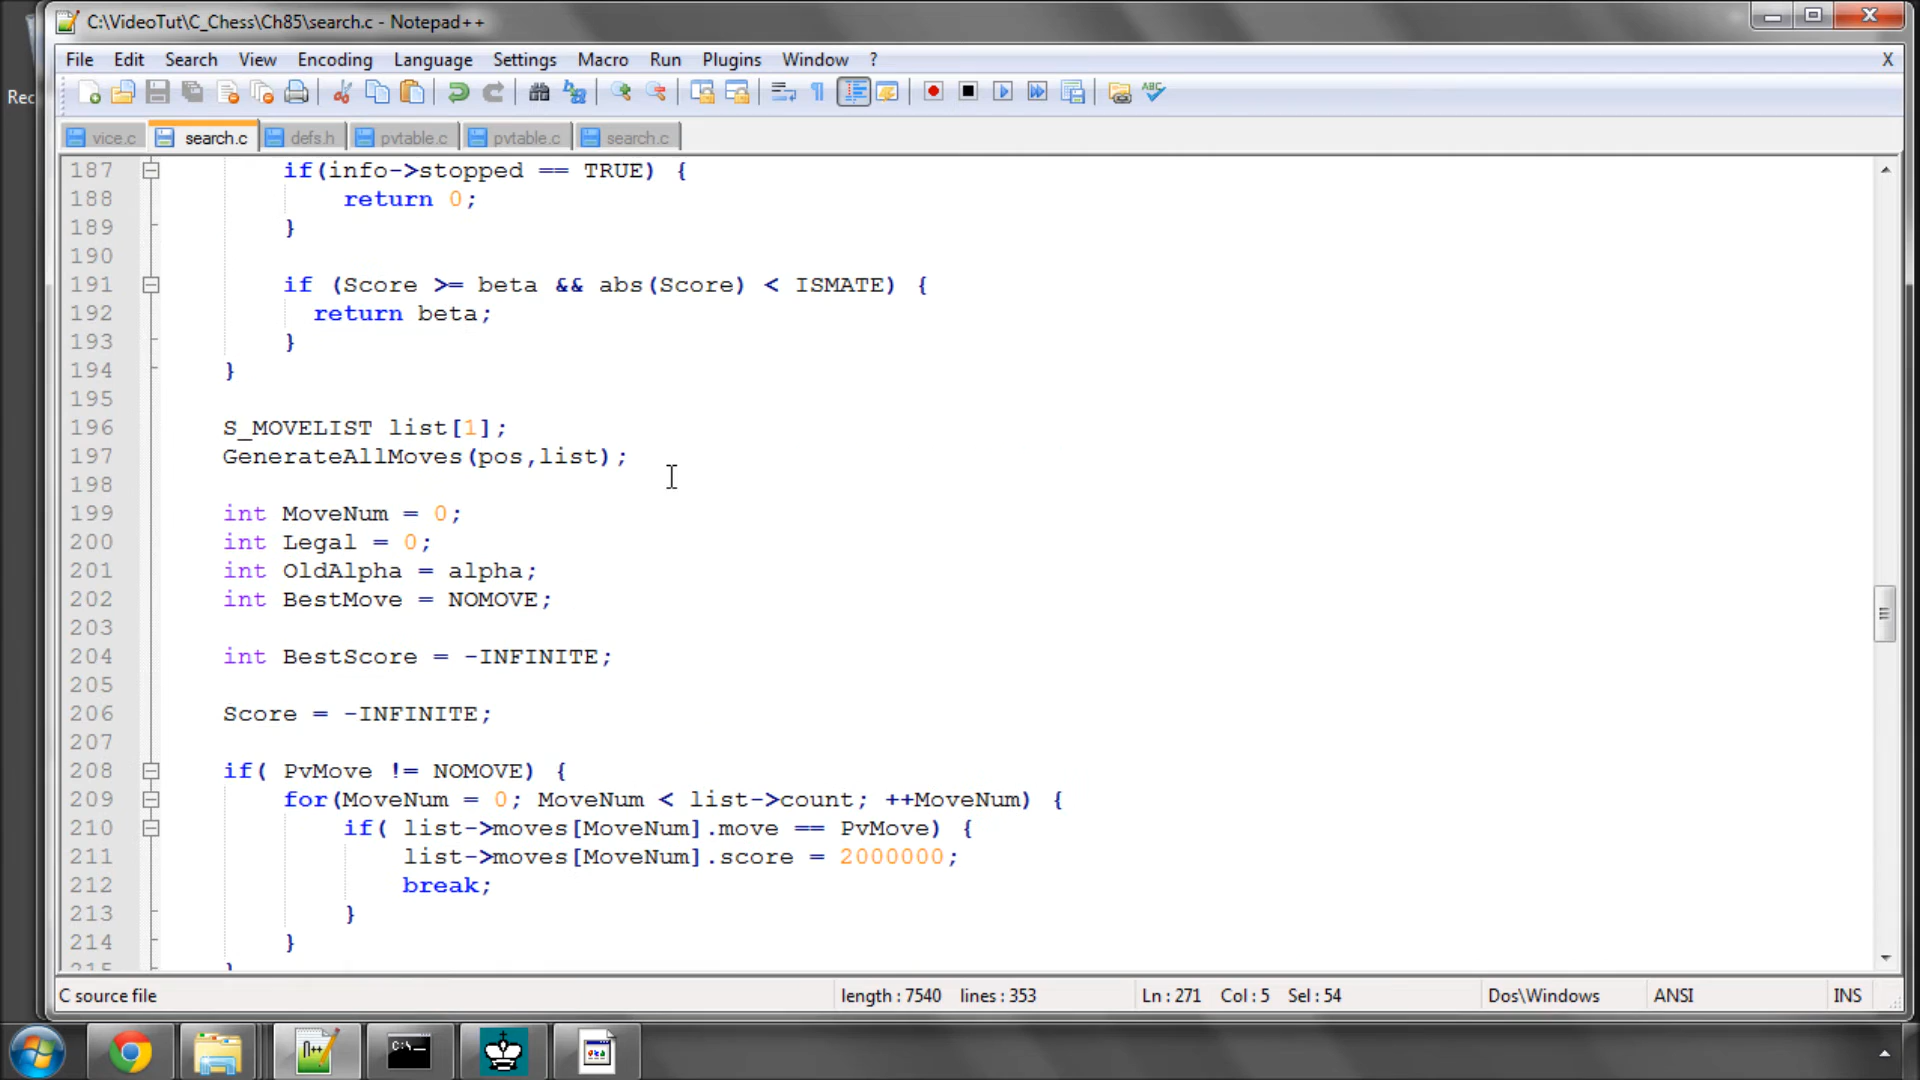 C:\VideoTut\C_Chess\Ch85\search.c - Notepad++
File Edit Search View Encoding Language Settings Macro Run Plugins Window ? X
Rec
vice.c search.c defs.h pvtable.c pvtable.c search.c
187 if(info->stopped == TRUE) {
188 return 0;
189 }
190
191 if (Score >= beta && abs(Score) < ISMATE) {
192 return beta;
193 }
194 }
195
196 S_MOVELIST list[1];
197 GenerateAllMoves(pos,list);
198
199 int MoveNum = 0;
200 int Legal = 0;
201 int OldAlpha = alpha;
202 int BestMove = NOMOVE;
203
204 int BestScore = -INFINITE;
205
206 Score = -INFINITE;
207
208 if( PvMove != NOMOVE) {
209 for(MoveNum = 0; MoveNum < list->count; ++MoveNum) {
210 if( list->moves[MoveNum].move == PvMove) {
211 list->moves[MoveNum].score = 2000000;
212 break;
213 }
214 }
215 }
C source file length : 7540 lines : 353 Ln : 271 Col : 5 Sel : 54 Dos\Windows ANSI INS